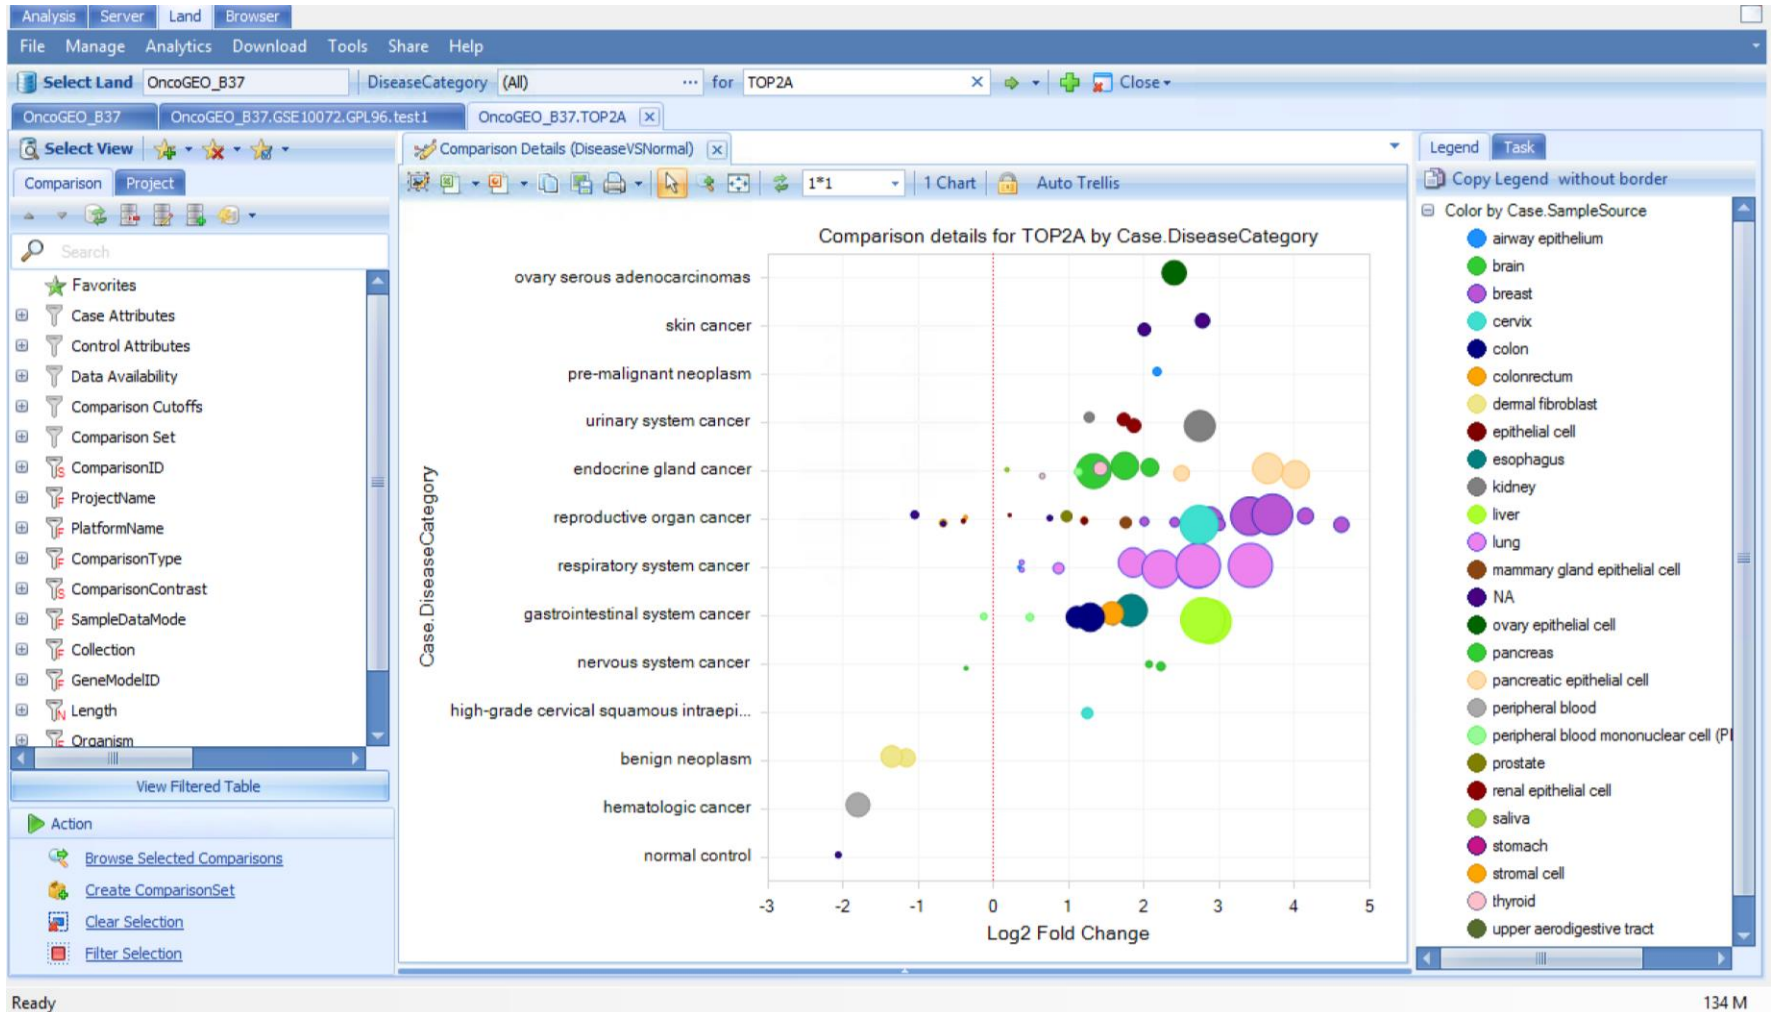 Analysis Server Land Browser
File Manage Analytics Download Tools Share Help
Select Land OncoGEO_B37 DiseaseCategory (All) ... for TOP2A Close
OncoGEO_B37 OncoGEO_B37.GSE10072.GPL96.test1 OncoGEO_B37.TOP2A
Select View
Comparison Project
Search
Favorites
Case Attributes
Control Attributes
Data Availability
Comparison Cutoffs
Comparison Set
ComparisonID
ProjectName
PlatformName
ComparisonType
ComparisonContrast
SampleDataMode
Collection
GeneModelID
Length
Organism
View Filtered Table
Action
Browse Selected Comparisons
Create ComparisonSet
Clear Selection
Filter Selection
Comparison Details (DiseaseVSNormal)
1*1 1 Chart Auto Trellis
Comparison details for TOP2A by Case.DiseaseCategory
Case.DiseaseCategory
ovary serous adenocarcinomas
skin cancer
pre-malignant neoplasm
urinary system cancer
endocrine gland cancer
reproductive organ cancer
respiratory system cancer
gastrointestinal system cancer
nervous system cancer
high-grade cervical squamous intraepi...
benign neoplasm
hematologic cancer
normal control
-3 -2 -1 0 1 2 3 4 5
Log2 Fold Change
Legend Task
Copy Legend without border
Color by Case.SampleSource
airway epithelium
brain
breast
cervix
colon
colonrectum
dermal fibroblast
epithelial cell
esophagus
kidney
liver
lung
mammary gland epithelial cell
NA
ovary epithelial cell
pancreas
pancreatic epithelial cell
peripheral blood
peripheral blood mononuclear cell (P
prostate
renal epithelial cell
saliva
stomach
stromal cell
thyroid
upper aerodigestive tract
Ready 134 M